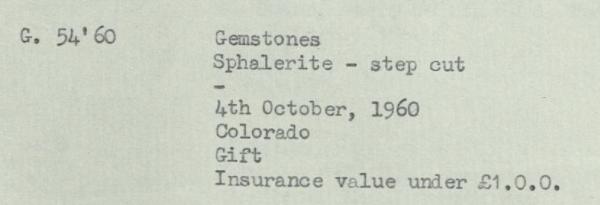 G. 54'60 Gemstones
Sphalerite - step cut
-
4th October, 1960
Colorado
Gift
Insurance value under £1.0.0.